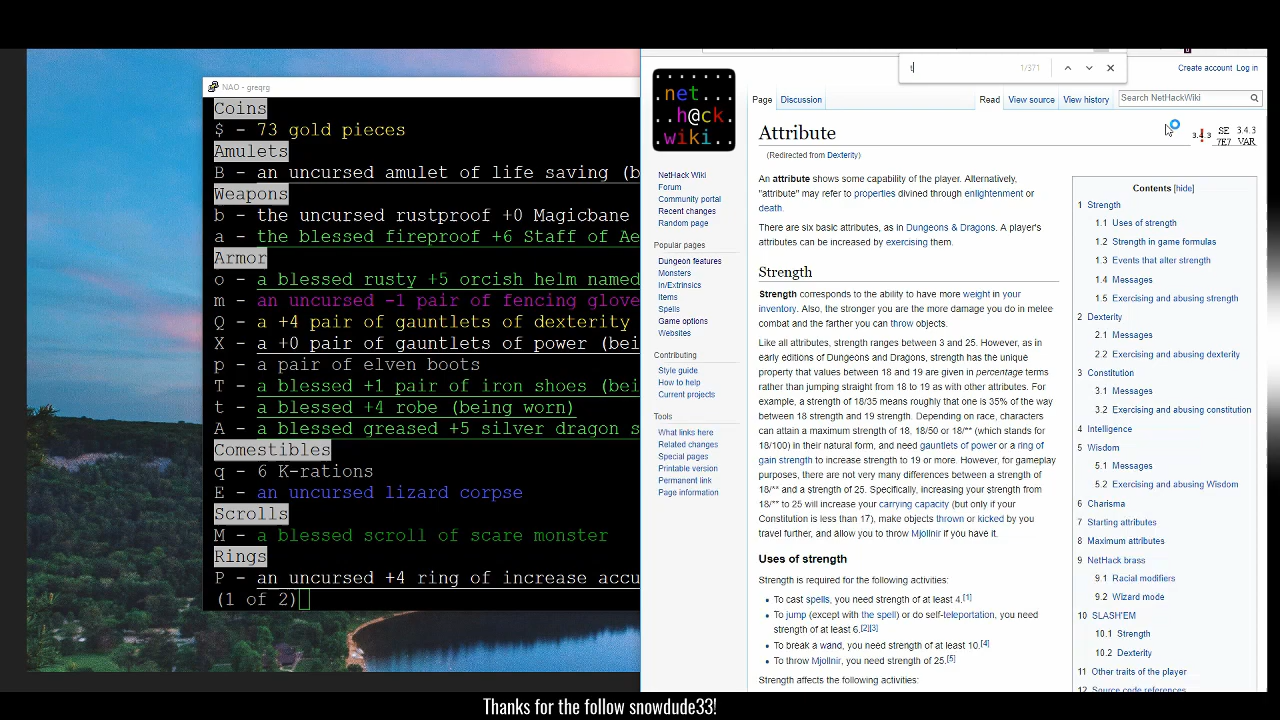 NAO - greqrg
Coins
$ - 73 gold pieces
Amulets
B - an uncursed amulet of life saving (b
Weapons
b - the uncursed rustproof +0 Magicbane
a - the blessed fireproof +6 Staff of Ae
Armor
o - a blessed rusty +5 orcish helm named
m - an uncursed -1 pair of fencing glove
Q - a +4 pair of gauntlets of dexterity
X - a +0 pair of gauntlets of power (bei
p - a pair of elven boots
T - a blessed +1 pair of iron shoes (bei
t - a blessed +4 robe (being worn)
A - a blessed greased +5 silver dragon s
Comestibles
q - 6 K-rations
E - an uncursed lizard corpse
Scrolls
M - a blessed scroll of scare monster
Rings
P - an uncursed +4 ring of increase accu
(1 of 2)
1/371
Create account Log in
net
h@ck
wiki
Page Discussion Read View source View history Search NetHackWiki
Attribute
(Redirected from Dexterity)
3.4.3 SE 3.4.3
7E7 VAR
An attribute shows some capability of the player. Alternatively,
"attribute" may refer to properties divined through enlightenment or
death.
There are six basic attributes, as in Dungeons & Dragons. A player's
attributes can be increased by exercising them.
Strength
Strength corresponds to the ability to have more weight in your
inventory. Also, the stronger you are the more damage you do in melee
combat and the farther you can throw objects.
Like all attributes, strength ranges between 3 and 25. However, as in
early editions of Dungeons and Dragons, strength has the unique
property that values between 18 and 19 are given in percentage terms
rather than jumping straight from 18 to 19 as with other attributes. For
example, a strength of 18/35 means roughly that one is 35% of the way
between 18 strength and 19 strength. Depending on race, characters
can attain a maximum strength of 18, 18/50 or 18/** (which stands for
18/100) in their natural form, and need gauntlets of power or a ring of
gain strength to increase strength to 19 or more. However, for gameplay
purposes, there are not very many differences between a strength of
18/** and a strength of 25. Specifically, increasing your strength from
18/** to 25 will increase your carrying capacity (but only if your
Constitution is less than 17), make objects thrown or kicked by you
travel further, and allow you to throw Mjollnir if you have it.
Uses of strength
Strength is required for the following activities:
• To cast spells, you need strength of at least 4.[1]
• To jump (except with the spell) or do self-teleportation, you need
strength of at least 6.[2][3]
• To break a wand, you need strength of at least 10.[4]
• To throw Mjollnir, you need strength of 25.[5]
Strength affects the following activities:
NetHack Wiki
Forum
Community portal
Recent changes
Random page
Popular pages
Dungeon features
Monsters
In/Extrinsics
Items
Spells
Game options
Websites
Contributing
Style guide
How to help
Current projects
Tools
What links here
Related changes
Special pages
Printable version
Permanent link
Page information
Contents [hide]
1 Strength
1.1 Uses of strength
1.2 Strength in game formulas
1.3 Events that alter strength
1.4 Messages
1.5 Exercising and abusing strength
2 Dexterity
2.1 Messages
2.2 Exercising and abusing dexterity
3 Constitution
3.1 Messages
3.2 Exercising and abusing constitution
4 Intelligence
5 Wisdom
5.1 Messages
5.2 Exercising and abusing Wisdom
6 Charisma
7 Starting attributes
8 Maximum attributes
9 NetHack brass
9.1 Racial modifiers
9.2 Wizard mode
10 SLASH'EM
10.1 Strength
10.2 Dexterity
11 Other traits of the player
12 Source code references
Thanks for the follow snowdude33!